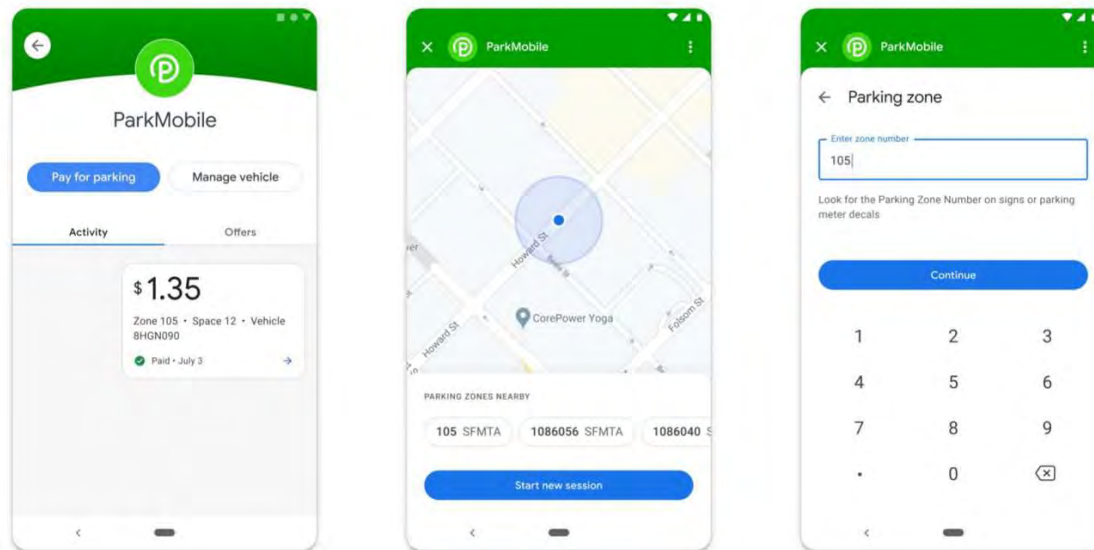 ParkMobile
Pay for parking
Manage vehicle
Activity
Offers
$1.35
Zone 105 • Space 12 • Vehicle
8HGN090
Paid • July 3
ParkMobile
Howard St
Howard St
Folsom St
CorePower Yoga
PARKING ZONES NEARBY
105 SFMTA
1086056 SFMTA
1086040 S
Start new session
ParkMobile
Parking zone
Enter zone number
105
Look for the Parking Zone Number on signs or parking
meter decals
Continue
1 2 3
4 5 6
7 8 9
. 0